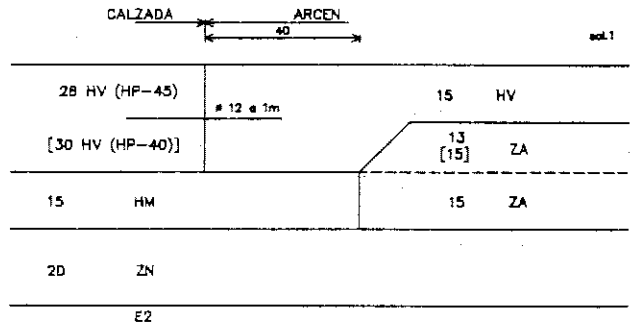 CALZADA ARCEN
40
sol.1
28 HV (HP-45)
15 HV
# 12 a 1m
[30 HV (HP-40)]
13 ZA
[15]
15 HM
15 ZA
20 ZN
E2